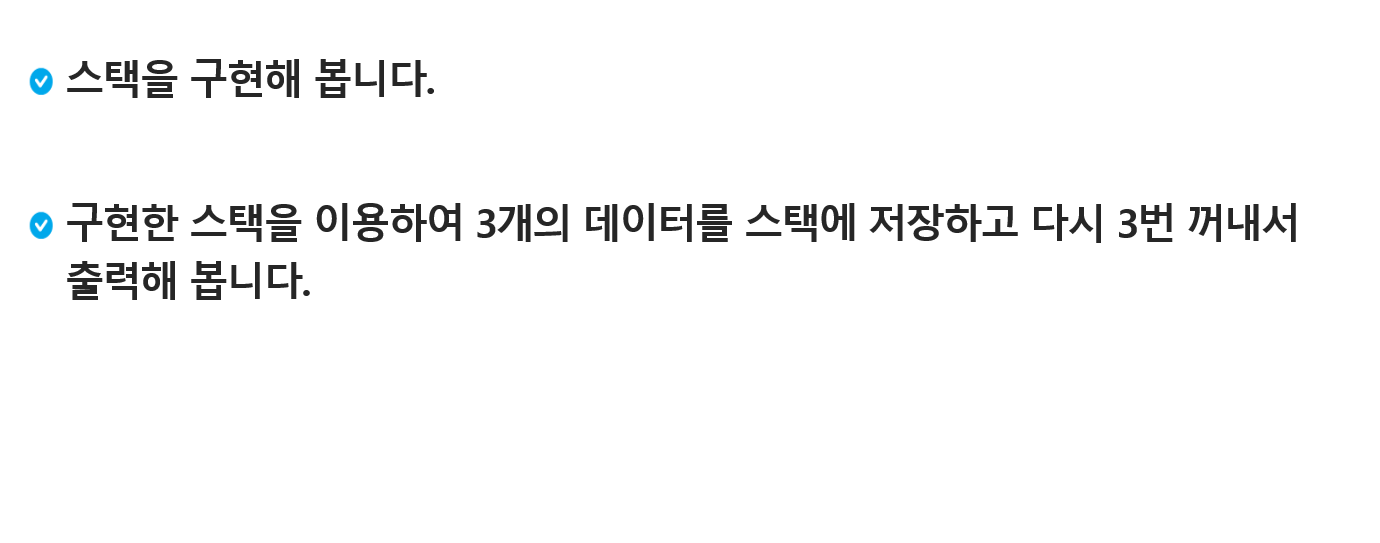 스택을 구현해 봅니다.
구현한 스택을 이용하여 3개의 데이터를 스택에 저장하고 다시 3번 꺼내서
출력해 봅니다.